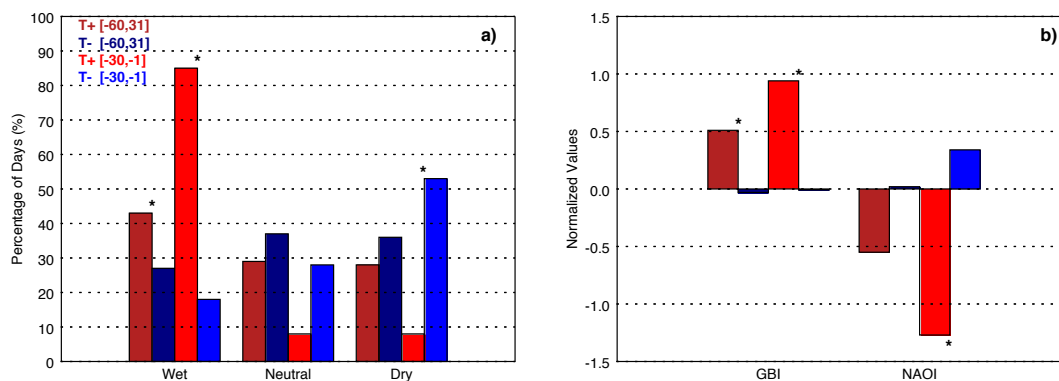 T+ [-60,31]
T- [-60,31]
T+ [-30,-1]
T- [-30,-1]
a)
100
90
80
70
60
50
40
30
20
10
0
Percentage of Days (%)
*
*
*
Wet Neutral Dry
b)
1.5
1.0
0.5
0.0
-0.5
-1.0
-1.5
Normalized Values
*
*
*
GBI NAOI